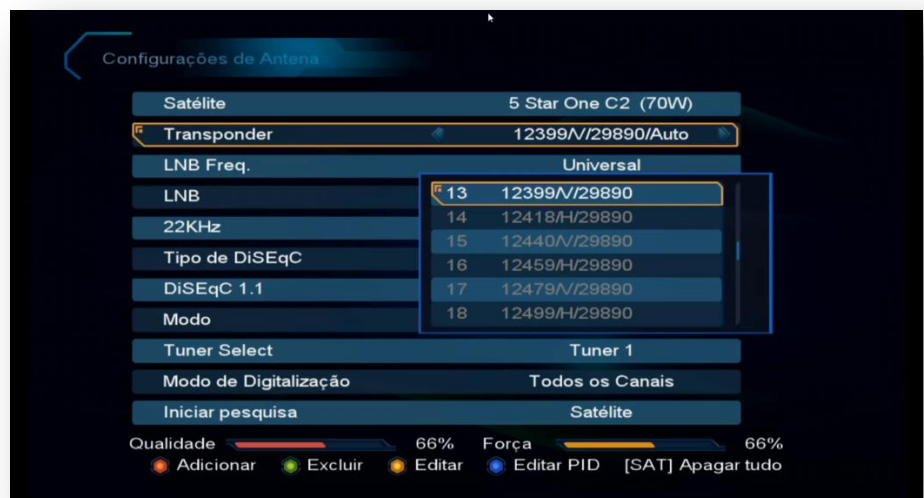 Configurações de Antena
Satélite 5 Star One C2 (70W)
Transponder 12399/V/29890/Auto
LNB Freq. Universal
LNB
22KHz
Tipo de DiSEqC
DiSEqC 1.1
Modo
13 12399/V/29890
14 12418/H/29890
15 12440/V/29890
16 12459/H/29890
17 12479/V/29890
18 12499/H/29890
Tuner Select Tuner 1
Modo de Digitalização Todos os Canais
Iniciar pesquisa Satélite
Qualidade 66% Força 66%
Adicionar Excluir Editar Editar PID [SAT] Apagar tudo